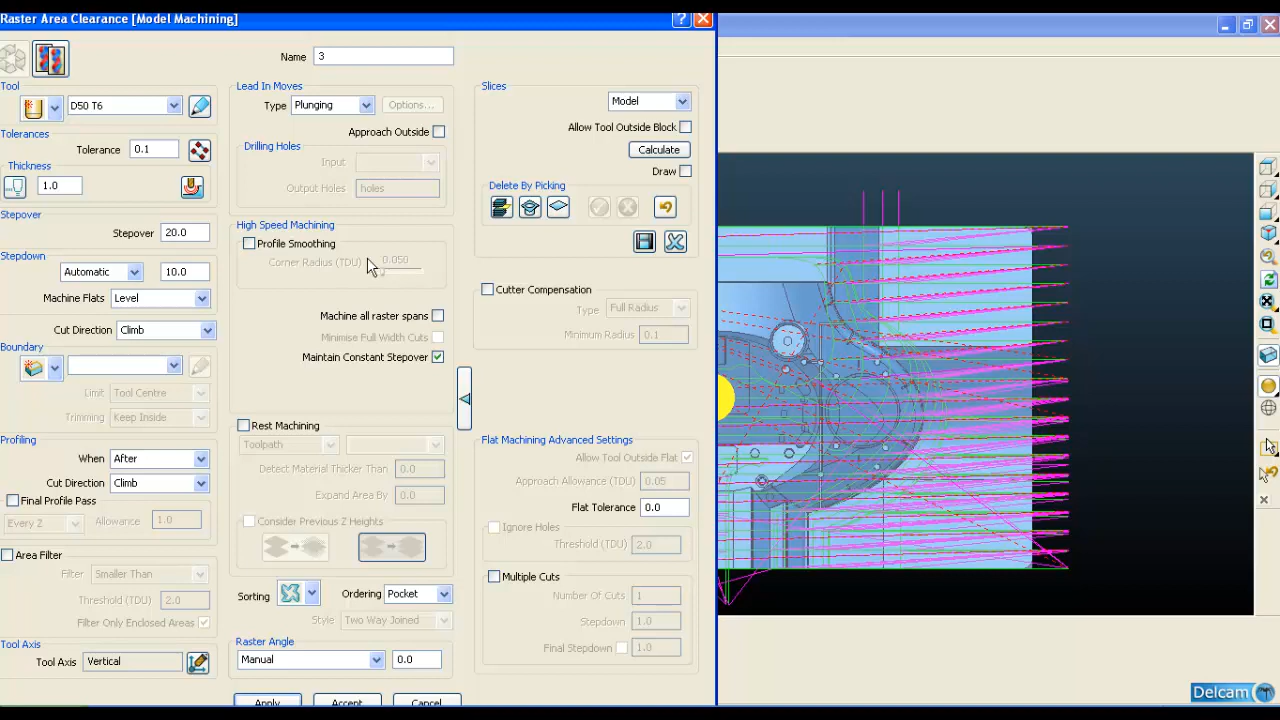 Raster Area Clearance [Model Machining]
Name 3
Tool
D50 T6
Tolerances
Tolerance 0.1
Thickness
1.0
Stepover
Stepover 20.0
Stepdown
Automatic 10.0
Machine Flats Level
Cut Direction Climb
Boundary
Limit Tool Centre
Trimming Keep Inside
Profiling
When After
Cut Direction Climb
Final Profile Pass
Every Z 1.0
Area Filter
Filter Smaller Than
Threshold (TDU) 2.0
Filter Only Enclosed Areas
Tool Axis
Tool Axis Vertical
Lead In Moves
Type Plunging Options...
Approach Outside
Drilling Holes
Input
Output Holes holes
High Speed Machining
Profile Smoothing
Corner Radius (TDU) 0.050
Machine all raster spans
Minimise Full Width Cuts
Maintain Constant Stepover
Rest Machining
Toolpath
Detect Material 0.0
Expand By 0.0
Consider Previous Z
Sorting Ordering Pocket
Style Two Way Joined
Raster Angle
Manual 0.0
Apply Accept Cancel
Slices
Model
Allow Tool Outside Block
Calculate
Draw
Delete By Picking
Cutter Compensation
Type Full Radius
Minimum Radius 0.1
Flat Machining Advanced Settings
Allow Tool Outside Flat
Approach Allowance (TDU) 0.05
Flat Tolerance 0.0
Ignore Holes
Threshold (TDU) 2.0
Multiple Cuts
Number Of Cuts 1
Stepdown 1.0
Final Stepdown 1.0
Delcam